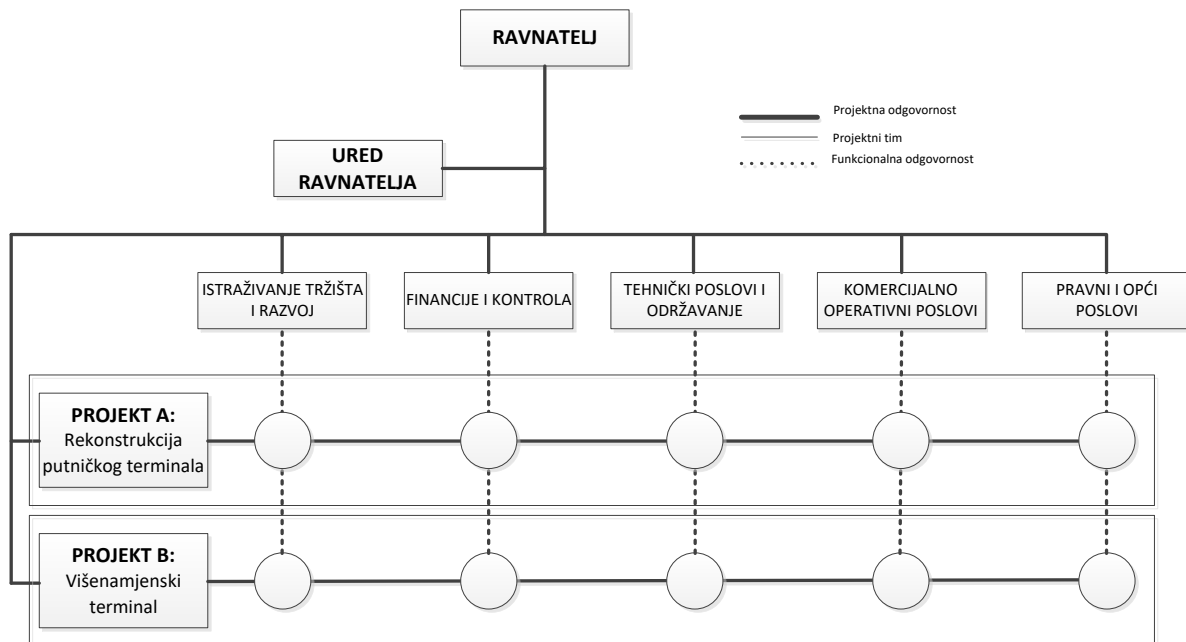 RAVNATELJ
Projektna odgovornost
Projektni tim
Funkcionalna odgovornost
URED
RAVNATELJA
ISTRAŽIVANJE TRŽIŠTA
I RAZVOJ
FINANCIJE I KONTROLA
TEHNIČKI POSLOVI I
ODRŽAVANJE
KOMERCIJALNO
OPERATIVNI POSLOVI
PRAVNI I OPĆI
POSLOVI
PROJEKT A:
Rekonstrukcija
putničkog terminala
PROJEKT B:
Višenamjenski
terminal